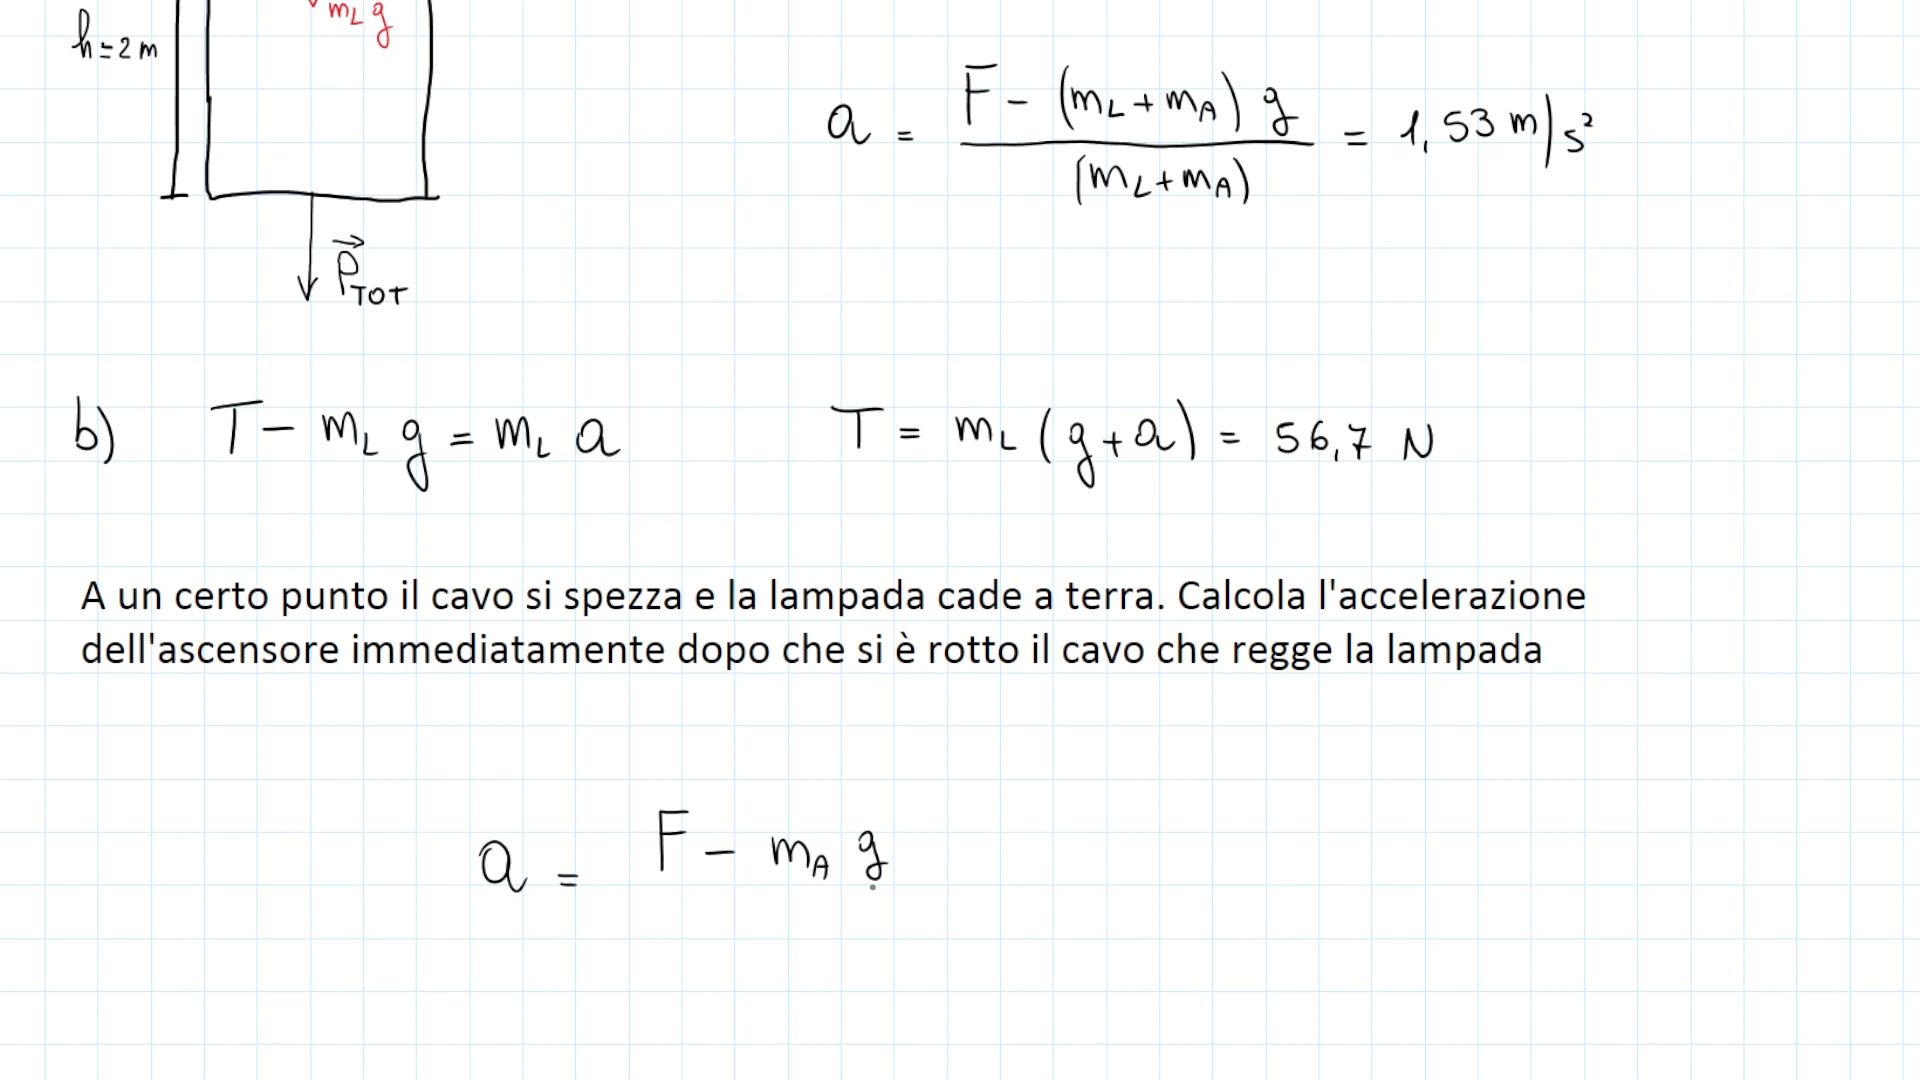 m_L g
h = 2 m
a = F - (m_L + m_A) g / (m_L + m_A) = 1,53 m/s²
P⃗_TOT
b) T - m_L g = m_L a T = m_L (g + a) = 56,7 N
A un certo punto il cavo si spezza e la lampada cade a terra. Calcola l'accelerazione
dell'ascensore immediatamente dopo che si è rotto il cavo che regge la lampada
a = F - m_A g